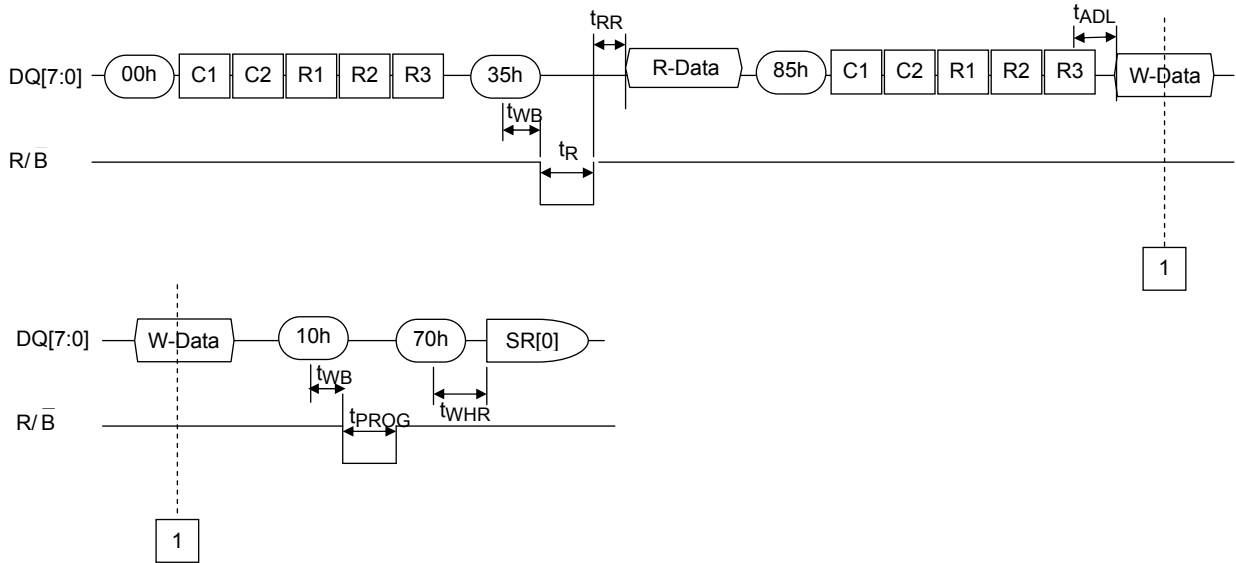 tRR
tADL
DQ[7:0] 00h C1 C2 R1 R2 R3 35h R-Data 85h C1 C2 R1 R2 R3 W-Data
tWB
tR
R/B̅
1
DQ[7:0] W-Data 10h 70h SR[0]
tWB
tWHR
R/B̅
tPROG
1